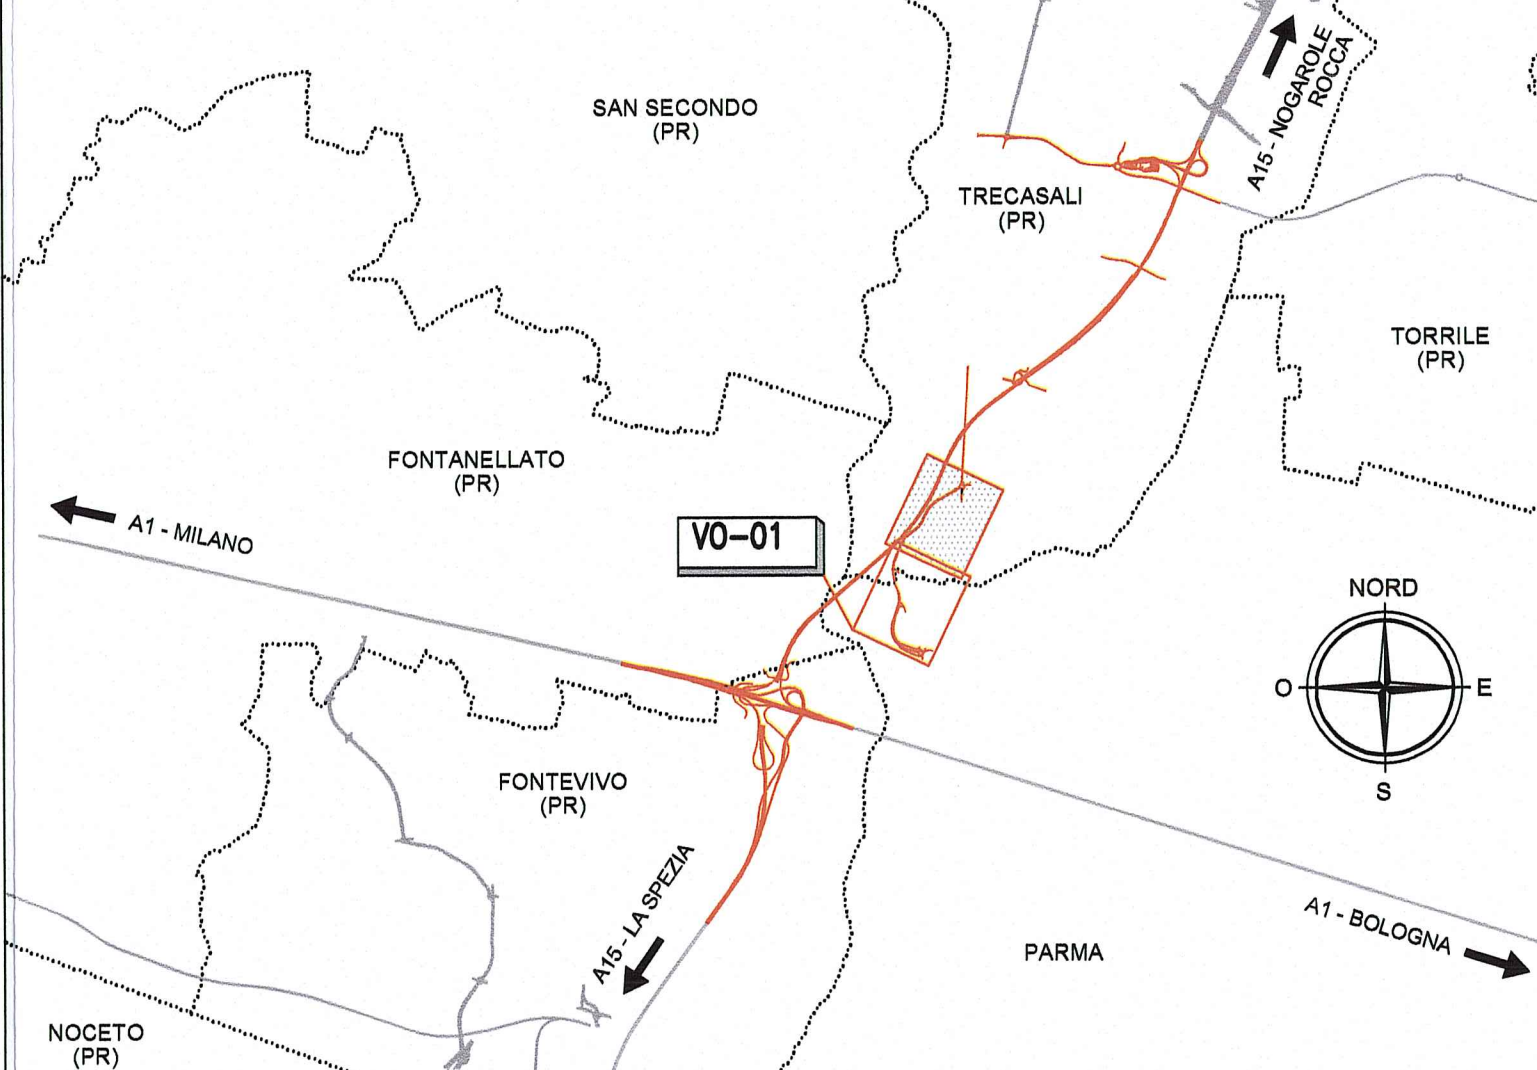 SAN SECONDO
(PR)
A15 - NOGAROLE
ROCCA
TRECASALI
(PR)
TORRILE
(PR)
FONTANELLATO
(PR)
A1 - MILANO
VO-01
NORD
O
E
S
FONTEVIVO
(PR)
A15 - LA SPEZIA
A1 - BOLOGNA
PARMA
NOCETO
(PR)